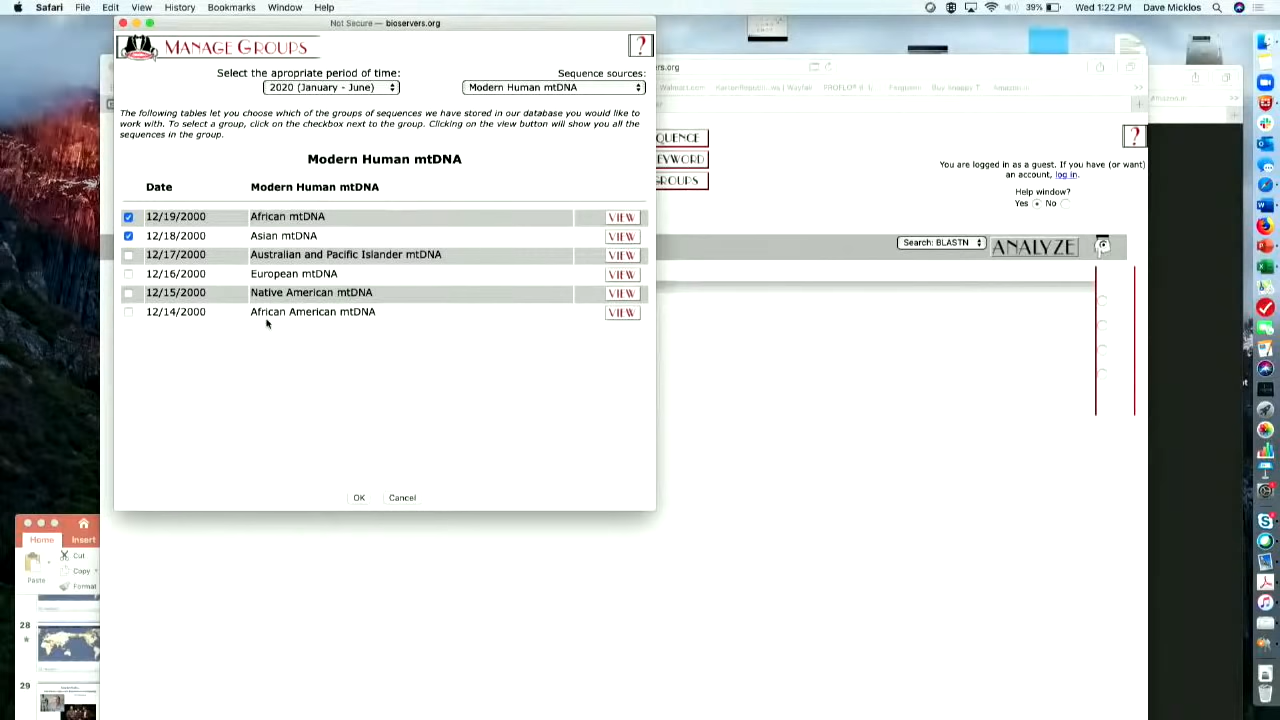 Safari File Edit View History Bookmarks Window Help
39% Wed 1:22 PM Dave Micklos
Not Secure — bioservers.org
MANAGE GROUPS
?
Select the apropriate period of time:
Sequence sources:
2020 (January - June)
Modern Human mtDNA
The following tables let you choose which of the groups of sequences we have stored in our database you would like to
work with. To select a group, click on the checkbox next to the group. Clicking on the view button will show you all the
sequences in the group.
Modern Human mtDNA
Date Modern Human mtDNA
12/19/2000 African mtDNA VIEW
12/18/2000 Asian mtDNA VIEW
12/17/2000 Australian and Pacific Islander mtDNA VIEW
12/16/2000 European mtDNA VIEW
12/15/2000 Native American mtDNA VIEW
12/14/2000 African American mtDNA VIEW
OK Cancel
rs.org
Walmart.com
>>
QUENCE
EYWORD
GROUPS
?
You are logged in as a guest. If you have (or want)
an account, log in.
Help window?
Yes No
Search: BLASTN
ANALYZE
Home Insert
Cut
Copy
Paste
Format
28
29